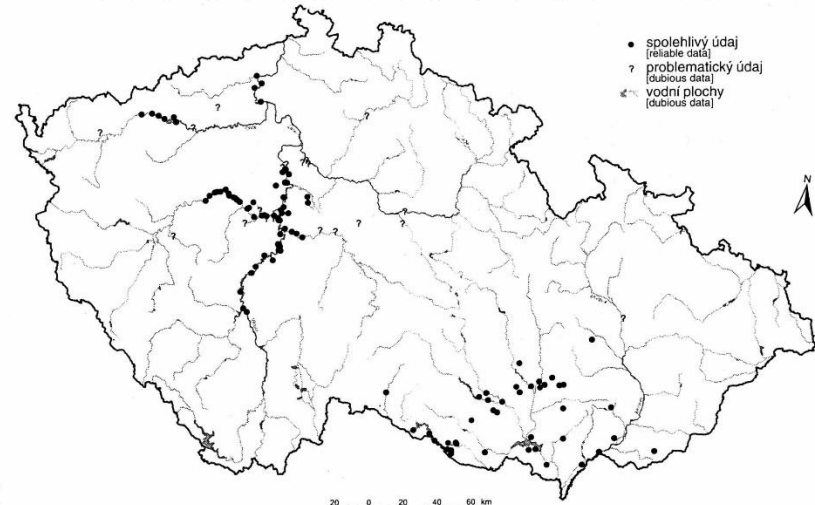 ● spolehlivý údaj
[reliable data]
? problematický údaj
[dubious data]
vodní plochy
[dubious data]
N
20 0 20 40 60 km